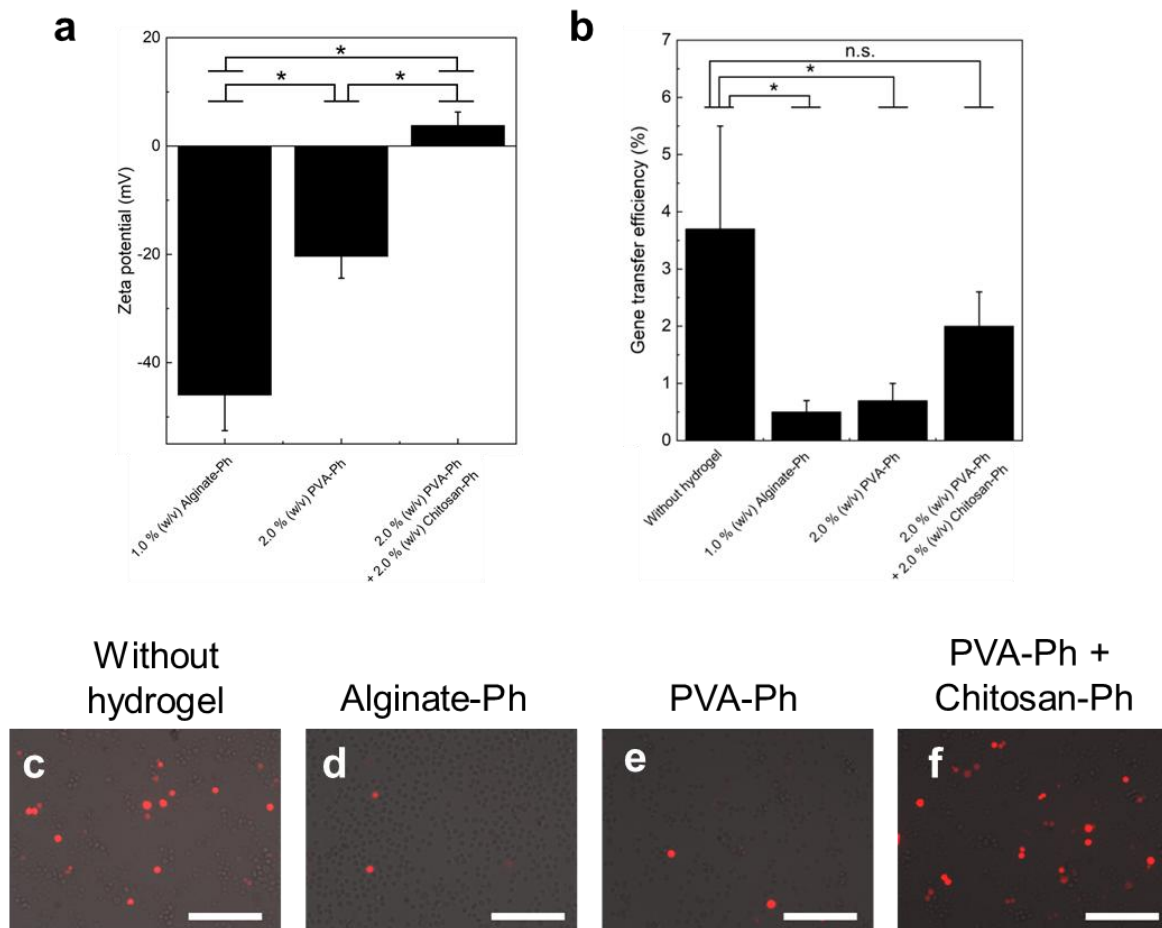 a
20
0
-20
-40
Zeta potential (mV)
*
*
*
1.0 % (w/v) Alginate-Ph
2.0 % (w/v) PVA-Ph
2.0 % (w/v) PVA-Ph
+ 2.0 % (w/v) Chitosan-Ph
b
7
6
5
4
3
2
1
0
Gene transfer efficiency (%)
n.s.
*
*
Without hydrogel
1.0 % (w/v) Alginate-Ph
2.0 % (w/v) PVA-Ph
2.0 % (w/v) PVA-Ph
+ 2.0 % (w/v) Chitosan-Ph
Without
hydrogel
Alginate-Ph
PVA-Ph
PVA-Ph +
Chitosan-Ph
c
d
e
f